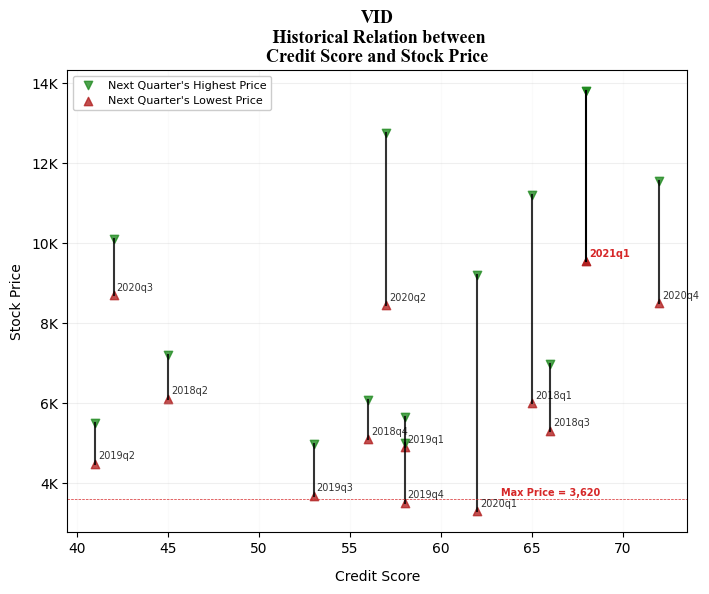 VID
Historical Relation between
Credit Score and Stock Price
Next Quarter's Highest Price
Next Quarter's Lowest Price
14K
12K
10K
8K
6K
4K
Stock Price
2021q1
2020q3
2020q2
2020q4
2018q2
2018q1
2018q3
2018q4
2019q1
2019q2
2019q3
2019q4
Max Price = 3,620
2020q1
40
45
50
55
60
65
70
Credit Score